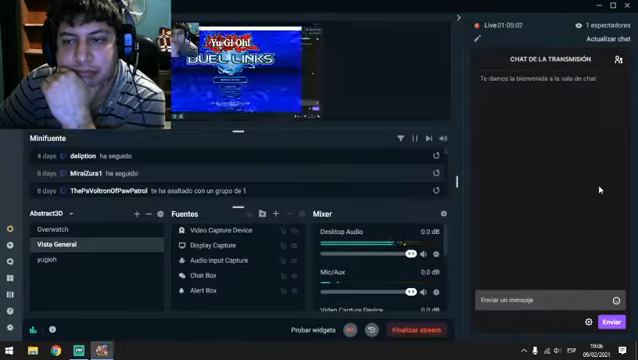 Live 01:05:02
1 espectadores
Actualizar chat
Yu-Gi-Oh!
DUEL LINKS
CHAT DE LA TRANSMISIÓN
Te damos la bienvenida a la sala de chat
Minifuente
4 days deliption ha seguido
6 days MiraiZura1 ha seguido
8 days ThePaVoltronOfPawPatrol te ha asaltado con un grupo de 1
Abstract3D
Fuentes
Mixer
Overwatch
Vista General
yugioh
Video Capture Device
Display Capture
Audio Input Capture
Chat Box
Alert Box
Desktop Audio 0.0 dB
Mic/Aux 0.0 dB
Video Capture Device
Enviar un mensaje
Enviar
Probar widgets
REC
Finalizar stream
ESP
19:06
09/02/2021